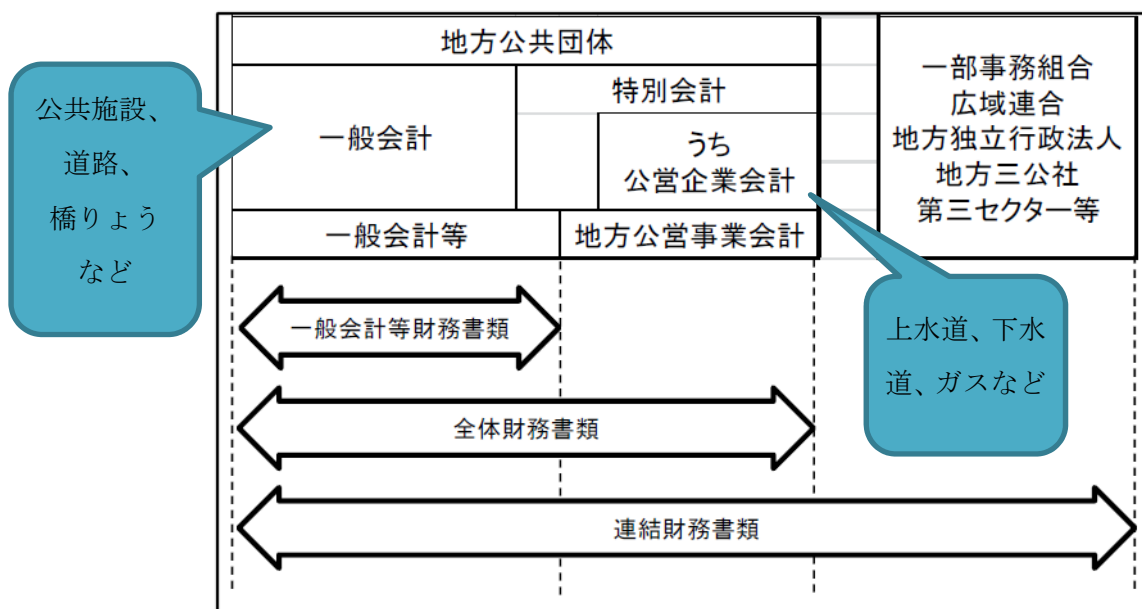 地方公共団体
公共施設、
道路、
橋りょう
など
一般会計
特別会計
うち
公営企業会計
一般会計等
地方公営事業会計
一部事務組合
広域連合
地方独立行政法人
地方三公社
第三セクター等
上水道、下水
道、ガスなど
一般会計等財務書類
全体財務書類
連結財務書類